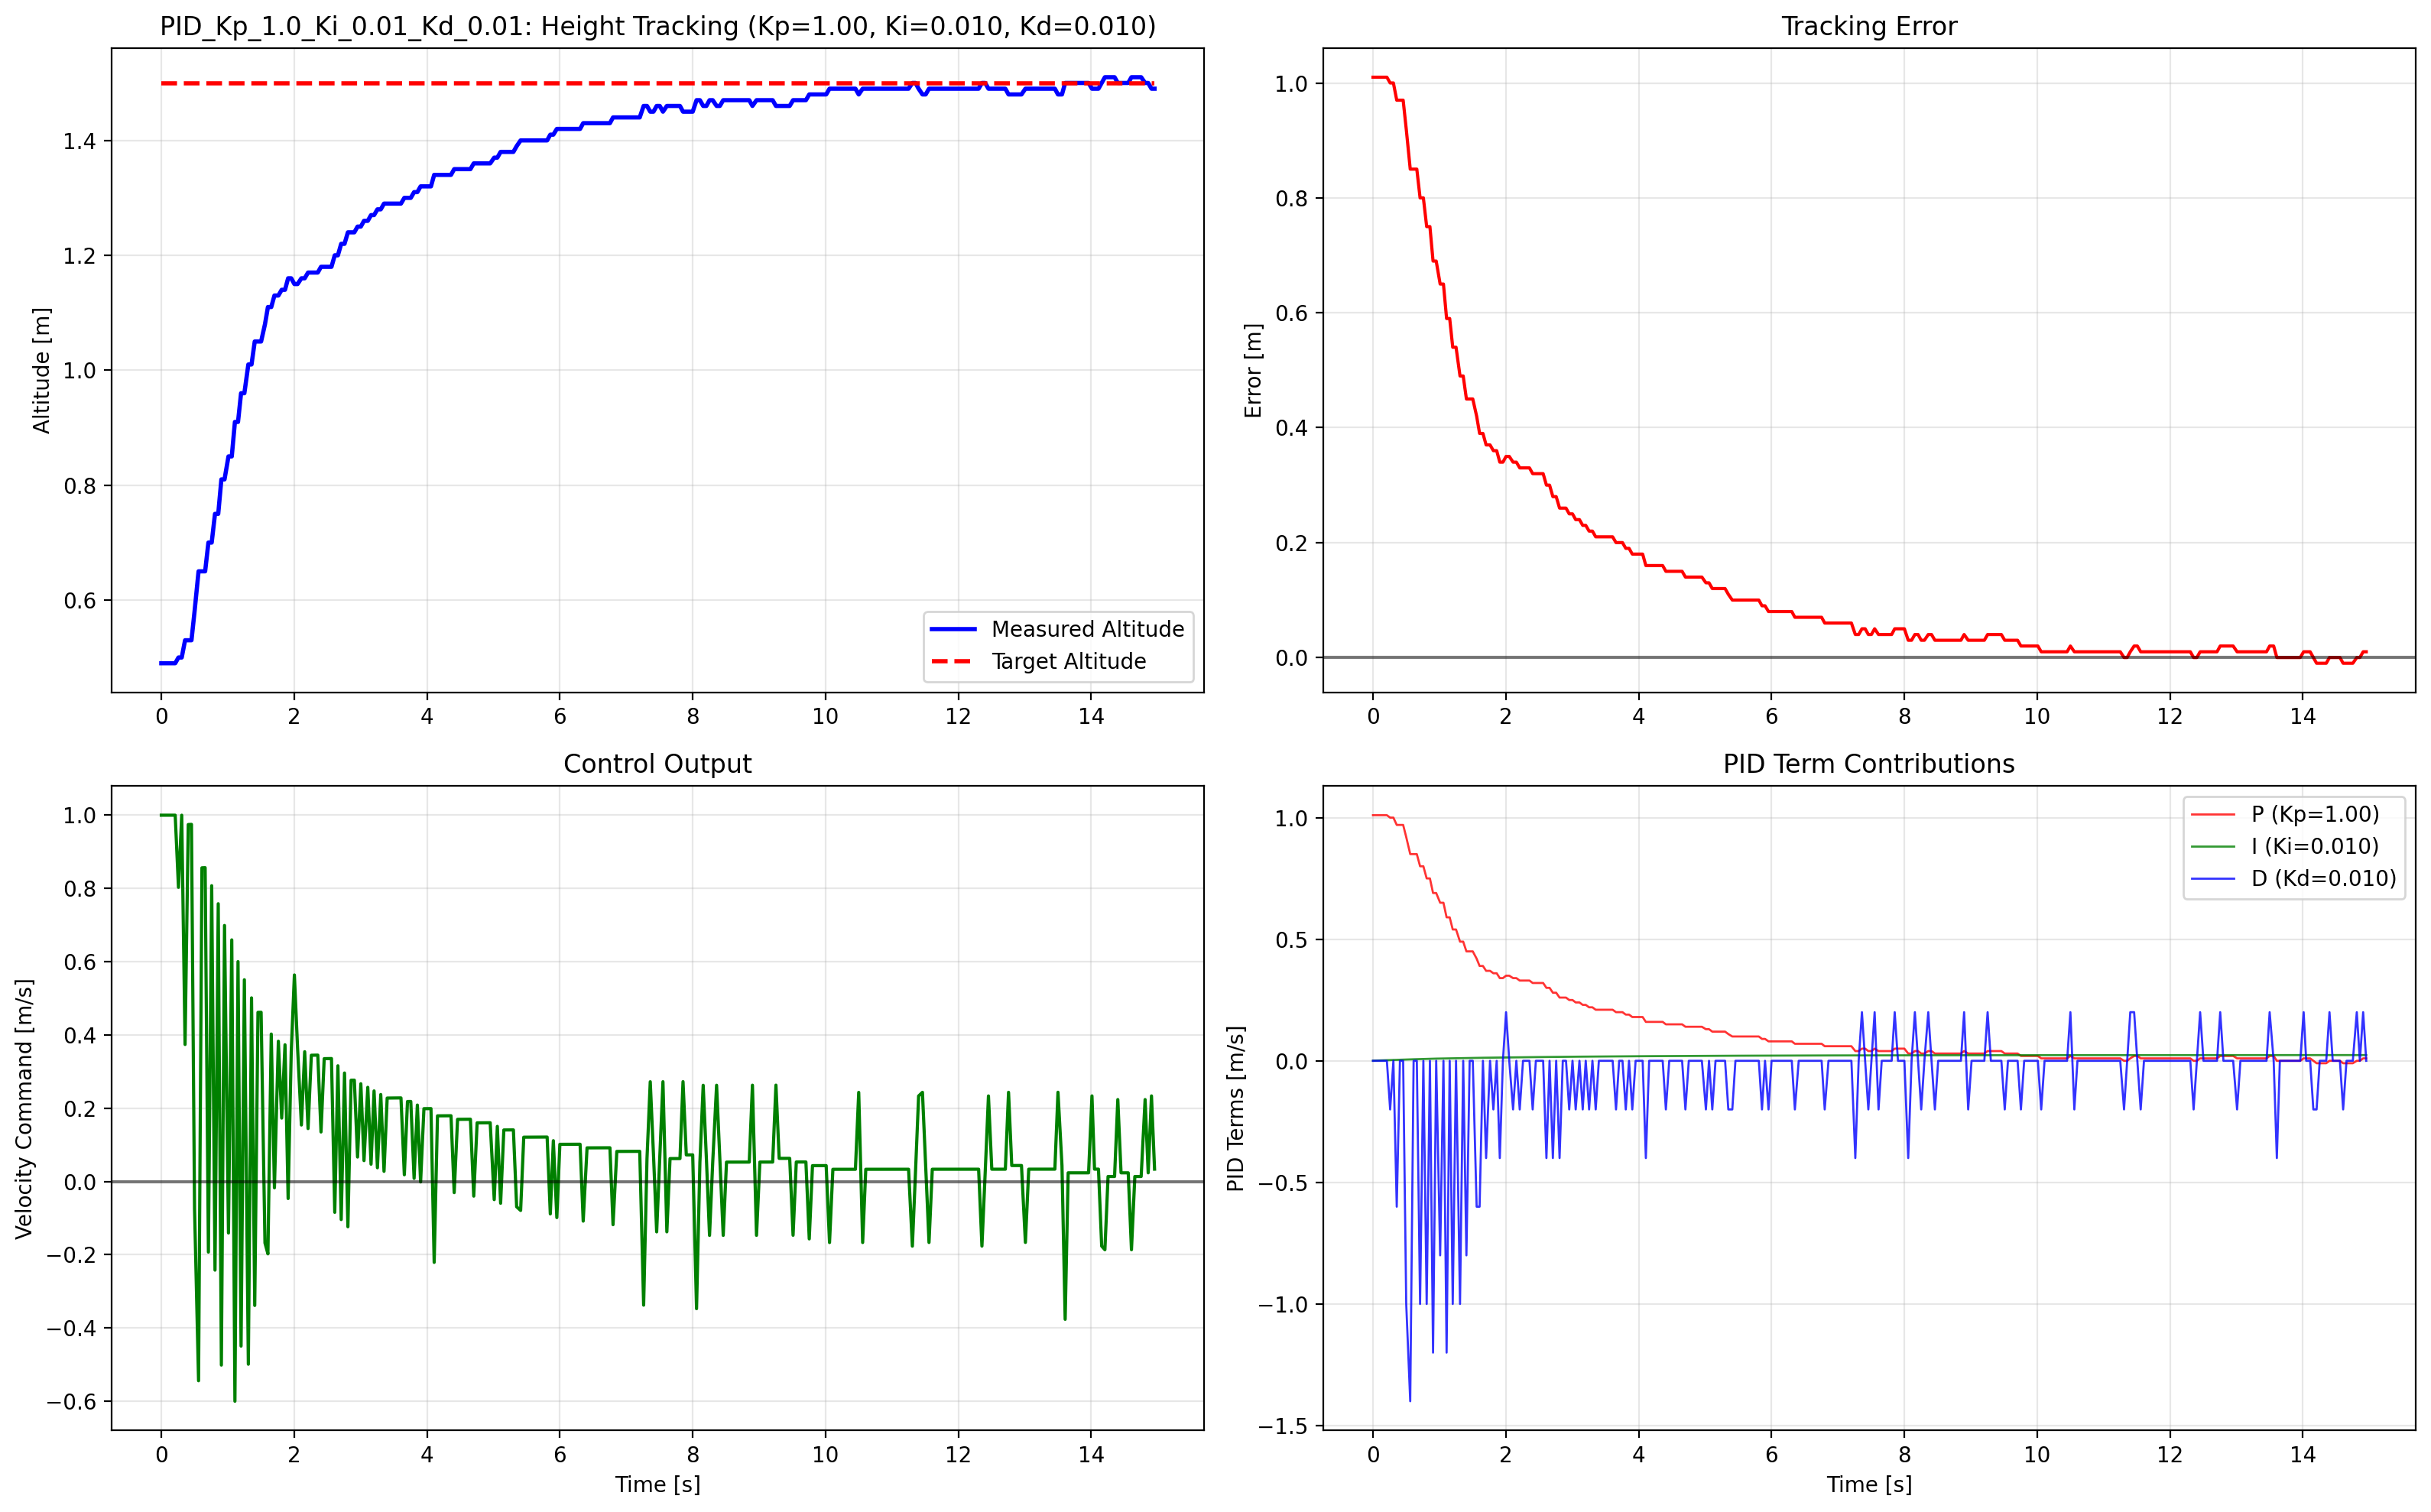 PID_Kp_1.0_Ki_0.01_Kd_0.01: Height Tracking (Kp=1.00, Ki=0.010, Kd=0.010)
Altitude [m]
1.4
1.2
1.0
0.8
0.6
0 2 4 6 8 10 12 14
Measured Altitude
Target Altitude
Tracking Error
Error [m]
1.0
0.8
0.6
0.4
0.2
0.0
0 2 4 6 8 10 12 14
Control Output
Velocity Command [m/s]
1.0
0.8
0.6
0.4
0.2
0.0
−0.2
−0.4
−0.6
0 2 4 6 8 10 12 14
Time [s]
PID Term Contributions
PID Terms [m/s]
1.0
0.5
0.0
−0.5
−1.0
−1.5
P (Kp=1.00)
I (Ki=0.010)
D (Kd=0.010)
0 2 4 6 8 10 12 14
Time [s]